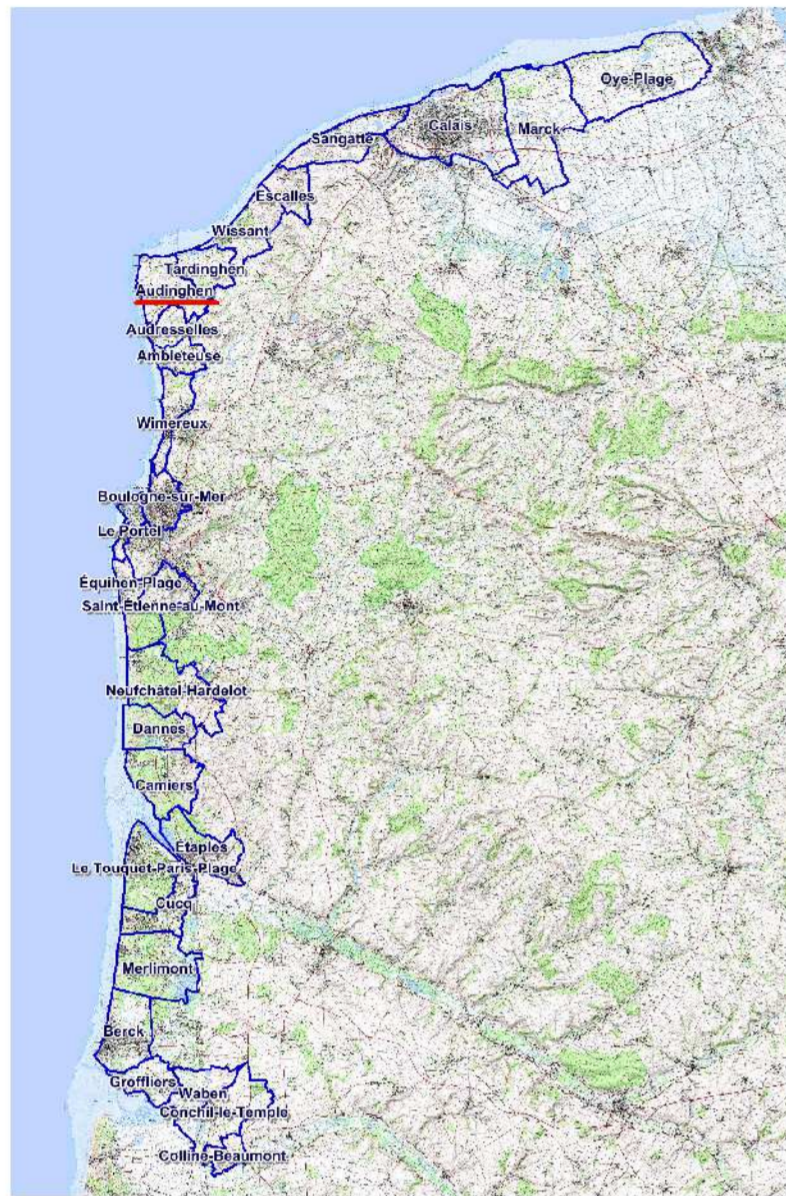 Oye-Plage
Calais
Marck
Sangatte
Escalles
Wissant
Tardinghen
Audinghen
Audresselles
Ambleteuse
Wimereux
Boulogne-sur-Mer
Le Portel
Équihen-Plage
Saint-Étienne-au-Mont
Neufchâtel-Hardelot
Dannes
Camiers
Étaples
Le Touquet-Paris-Plage
Cucq
Merlimont
Berck
Groffliers
Waben
Conchil-le-Temple
Colline-Beaumont